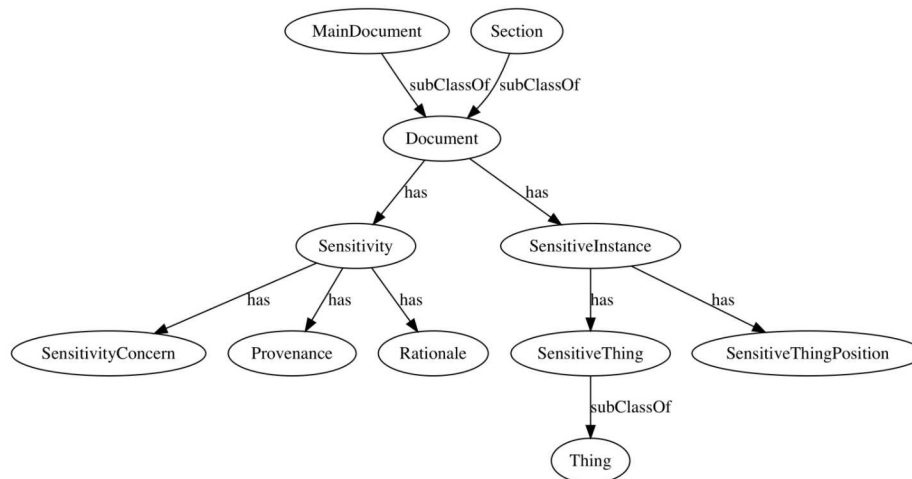 MainDocument Section
subClassOf subClassOf
Document
has has
Sensitivity SensitiveInstance
has has has has has
SensitivityConcern Provenance Rationale SensitiveThing SensitiveThingPosition
subClassOf
Thing